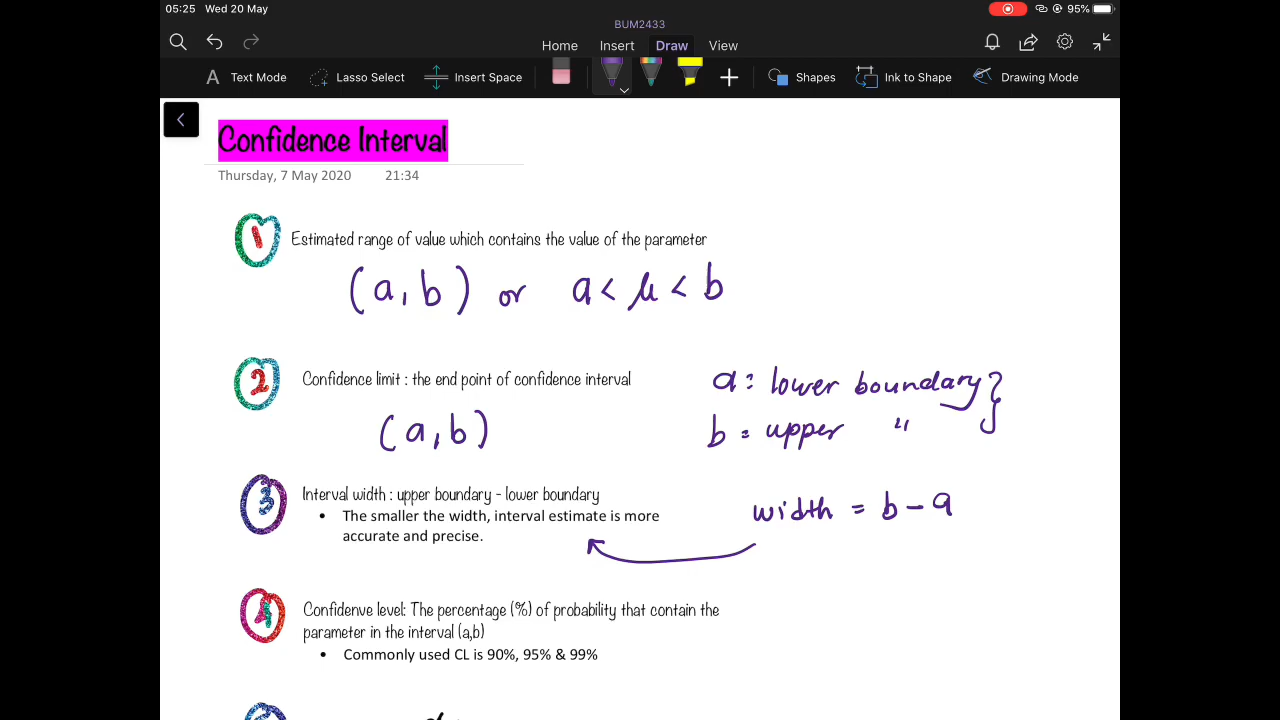 05:25 Wed 20 May
95%
BUM2433
Home Insert Draw View
A Text Mode Lasso Select Insert Space Shapes Ink to Shape Drawing Mode
Confidence Interval
Thursday, 7 May 2020 21:34
1 Estimated range of value which contains the value of the parameter
(a, b) or a < μ < b
2 Confidence limit : the end point of confidence interval
a : lower boundary }
(a, b)
b = upper "
3 Interval width : upper boundary - lower boundary
width = b - a
• The smaller the width, interval estimate is more
accurate and precise.
4 Confidenve level: The percentage (%) of probability that contain the
parameter in the interval (a,b)
• Commonly used CL is 90%, 95% & 99%